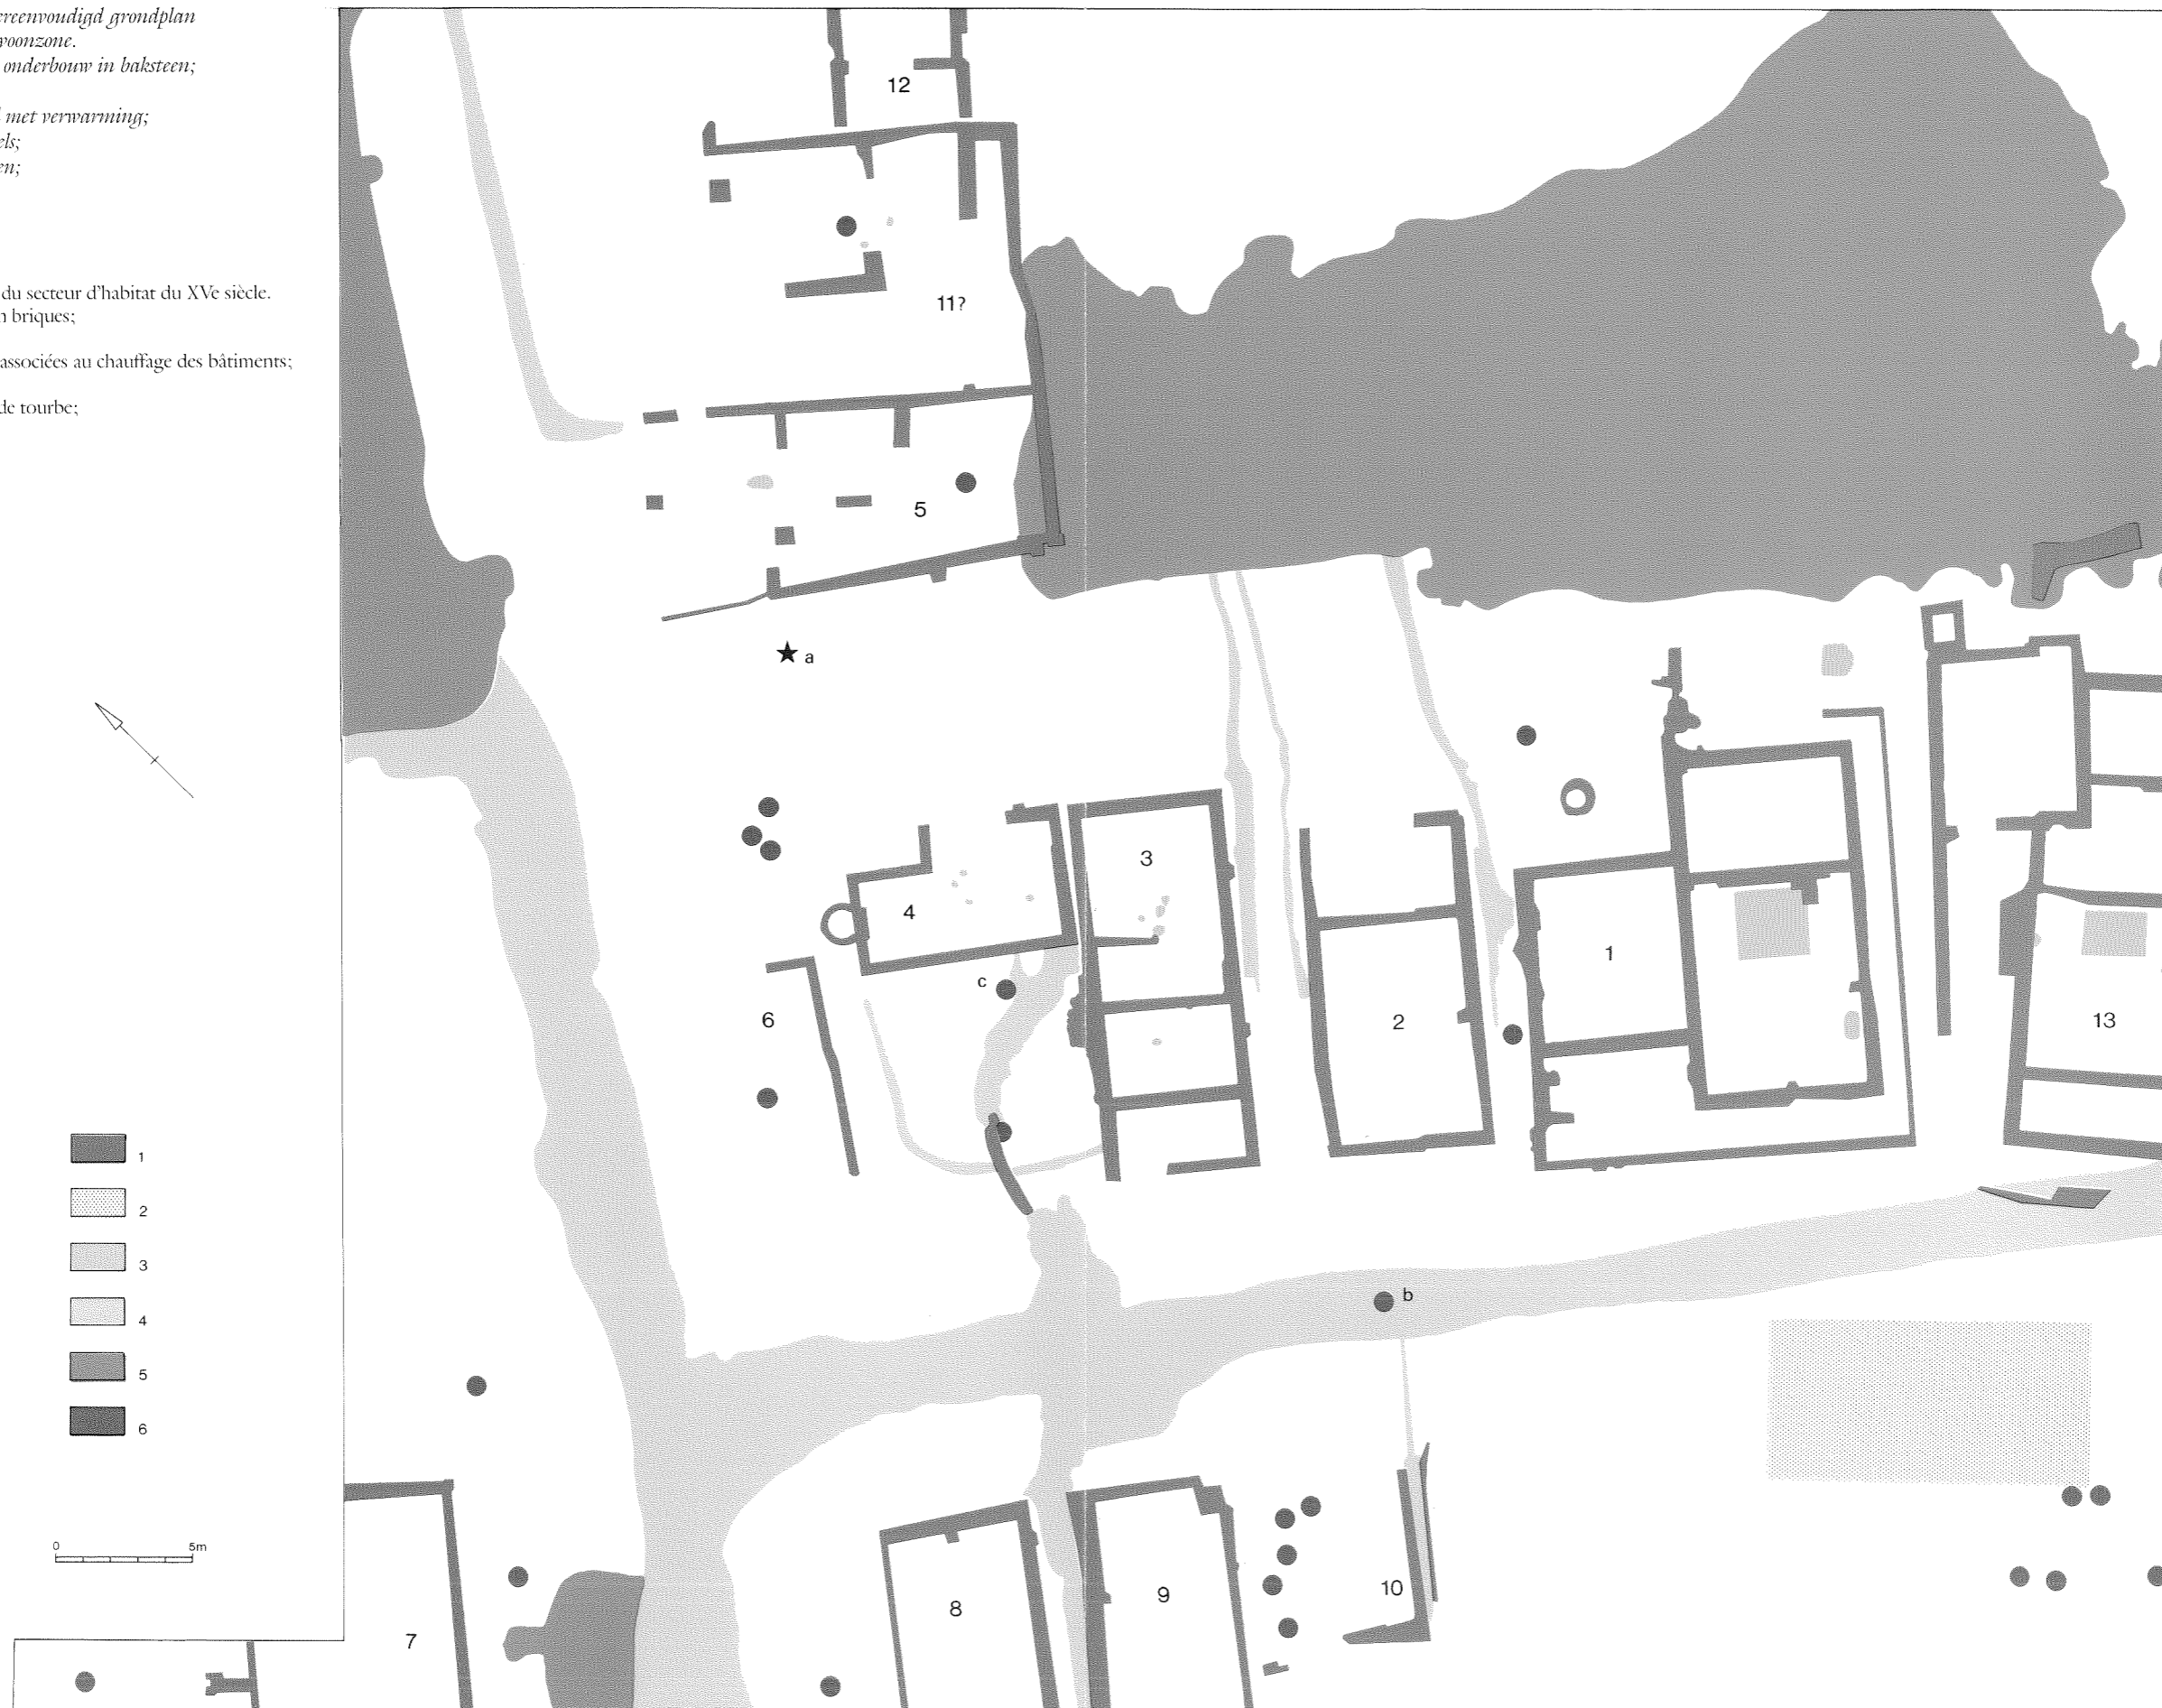 ereenvoudigd grondplan
woonzone.
onderbouw in baksteen;
met verwarming;
els;
en;
du secteur d'habitat du XVe siècle.
n briques;
associées au chauffage des bâtiments;
de tourbe;
12
11?
5
a
3
4
c
1
6
2
13
1
2
3
4
b
5
6
0 5m
10
9
8
7